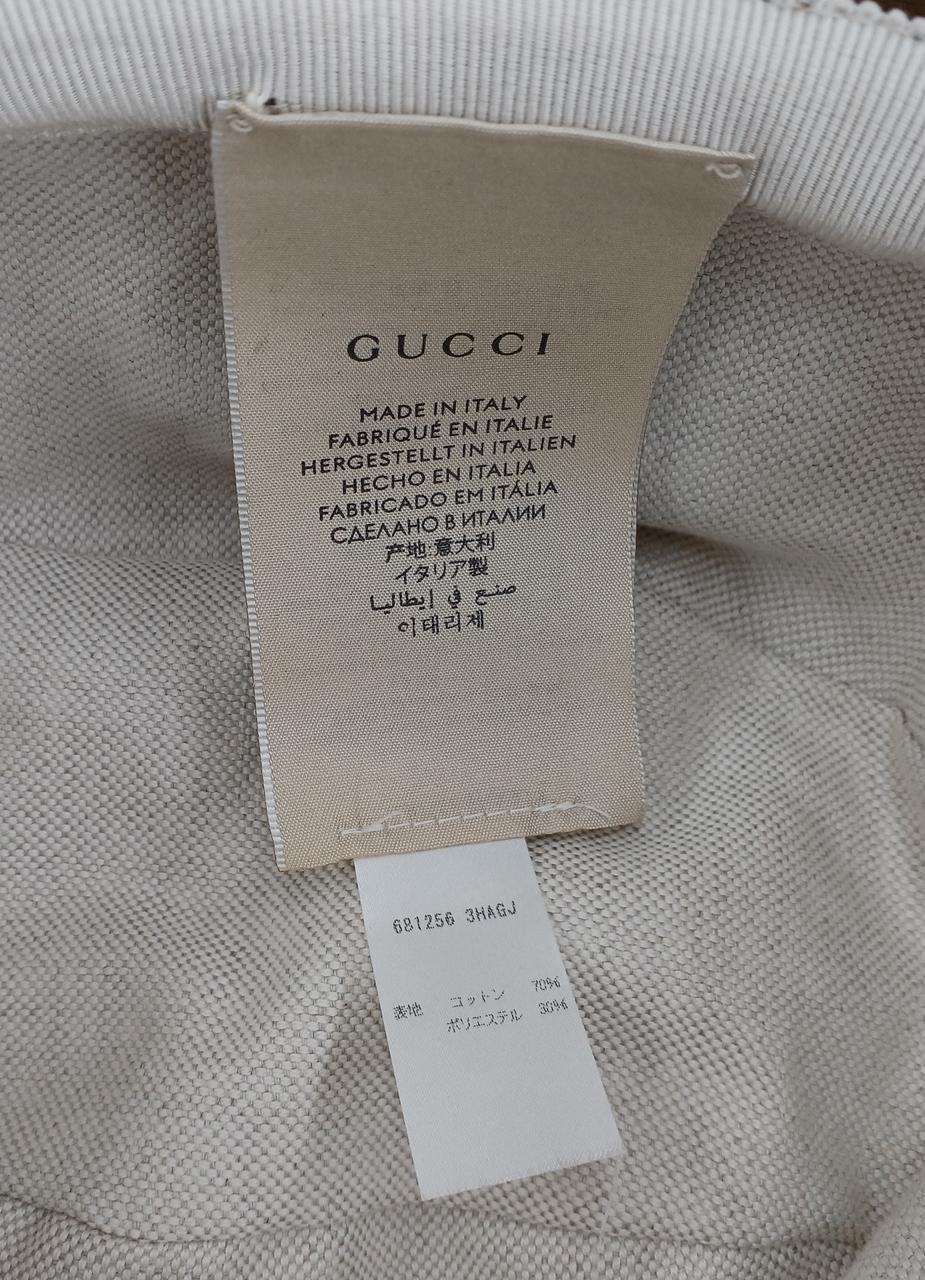 GUCCI
MADE IN ITALY
FABRIQUÉ EN ITALIE
HERGESTELLT IN ITALIEN
HECHO EN ITALIA
FABRICADO EM ITÁLIA
СДЕЛАНО В ИТАЛИИ
产地:意大利
イタリア製
صنع في إيطاليا
이태리제
681256 3HAGJ
表地 コットン 70%
ポリエステル 30%